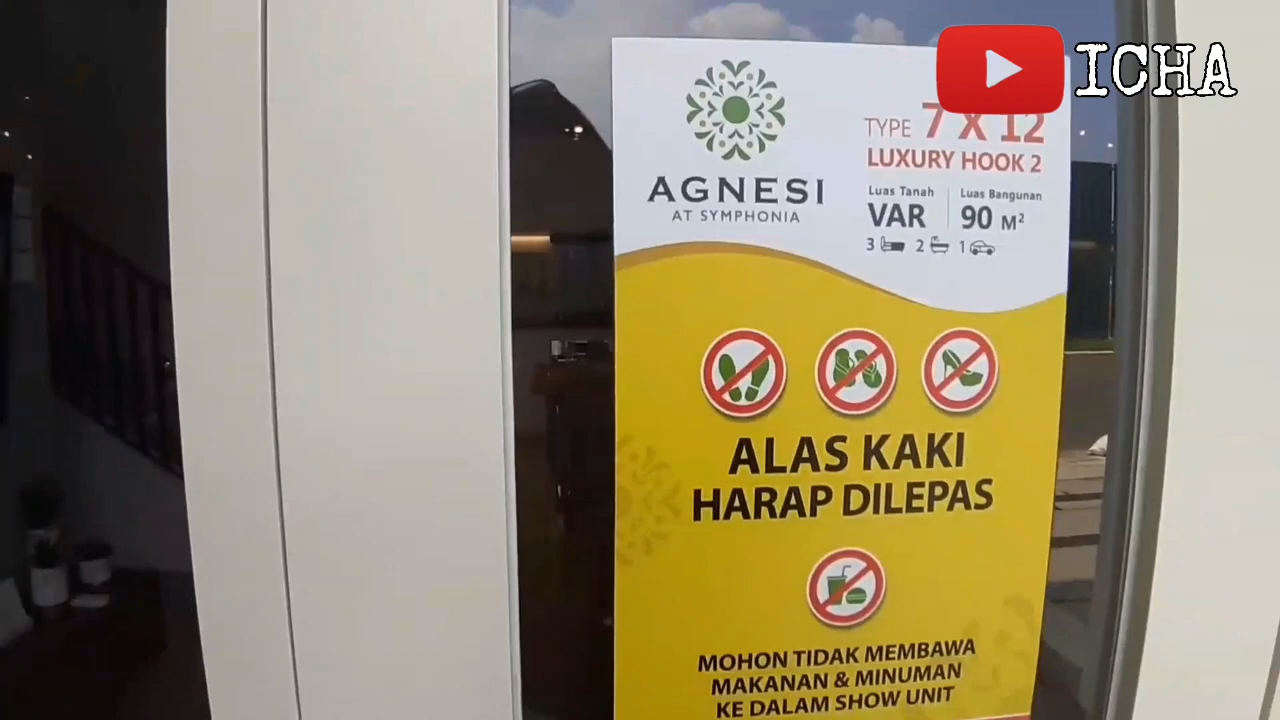 ICHA
AGNESI
AT SYMPHONIA
TYPE 7 X 12
LUXURY HOOK 2
Luas Tanah
VAR
Luas Bangunan
90 M²
3 2 1
ALAS KAKI
HARAP DILEPAS
MOHON TIDAK MEMBAWA
MAKANAN & MINUMAN
KE DALAM SHOW UNIT